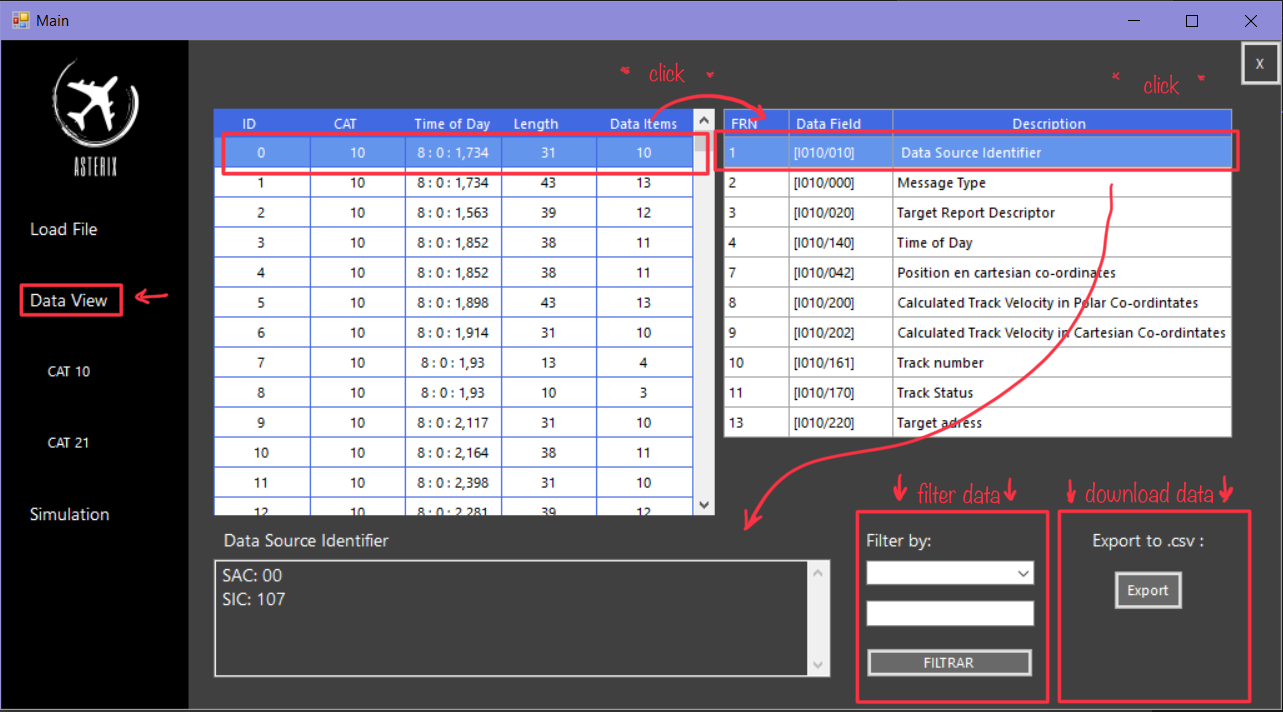 Main
X
ASTERIX
Load File
Data View
CAT 10
CAT 21
Simulation
click
click
ID CAT Time of Day Length Data Items
0 10 8 : 0 : 1,734 31 10
1 10 8 : 0 : 1,734 43 13
2 10 8 : 0 : 1,563 39 12
3 10 8 : 0 : 1,852 38 11
4 10 8 : 0 : 1,852 38 11
5 10 8 : 0 : 1,898 43 13
6 10 8 : 0 : 1,914 31 10
7 10 8 : 0 : 1,93 13 4
8 10 8 : 0 : 1,93 10 3
9 10 8 : 0 : 2,117 31 10
10 10 8 : 0 : 2,164 38 11
11 10 8 : 0 : 2,398 31 10
12 10 8 : 0 : 2,281 39 12
FRN Data Field Description
1 [I010/010] Data Source Identifier
2 [I010/000] Message Type
3 [I010/020] Target Report Descriptor
4 [I010/140] Time of Day
7 [I010/042] Position en cartesian co-ordinates
8 [I010/200] Calculated Track Velocity in Polar Co-ordintates
9 [I010/202] Calculated Track Velocity in Cartesian Co-ordintates
10 [I010/161] Track number
11 [I010/170] Track Status
13 [I010/220] Target adress
Data Source Identifier
SAC: 00
SIC: 107
filter data
Filter by:
FILTRAR
download data
Export to .csv :
Export